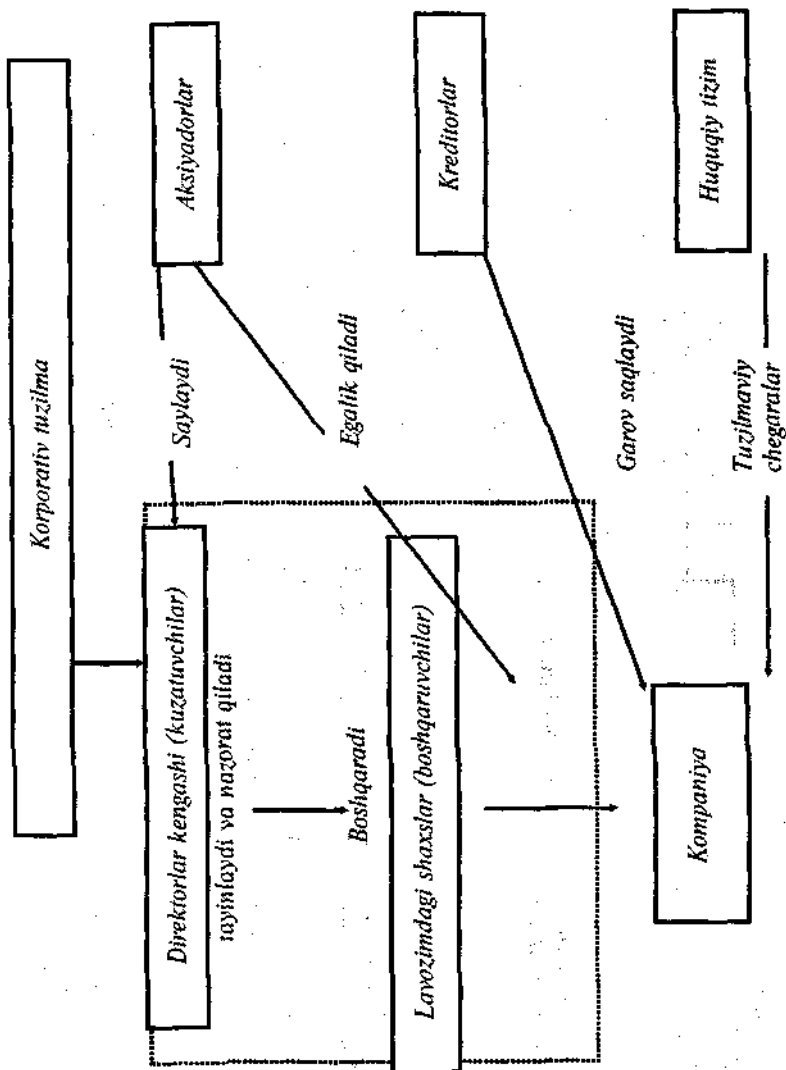 Korporativ tuzilma
Direktorlar kengashi (kuzatuvchilar)
tayinlaydi va nazorat qiladi
Saylaydi
Aksiyadorlar
Boshqaradi
Egalik qiladi
Lavozimdagi shaxslar (boshqaruvchilar)
Kreditorlar
Garov saqlaydi
Kompaniya
Tuzilmaviy
chegaralar
Huquqiy tizim